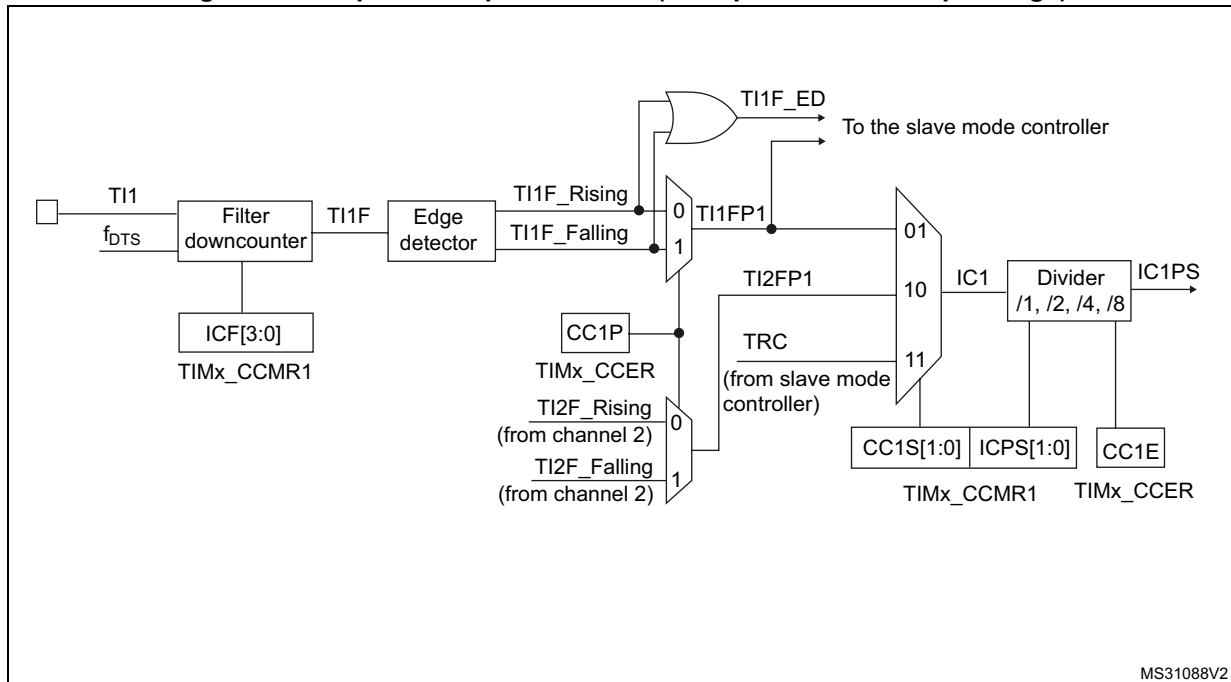 TI1F_ED
To the slave mode controller
TI1
TI1F_Rising
Filter
downcounter
TI1F
Edge
detector
0
TI1FP1
01
f_DTS
TI1F_Falling
1
TI2FP1
10
IC1
Divider
/1, /2, /4, /8
IC1PS
ICF[3:0]
TIMx_CCMR1
CC1P
TIMx_CCER
TRC
11
(from slave mode
controller)
TI2F_Rising
0
(from channel 2)
TI2F_Falling
1
(from channel 2)
CC1S[1:0]
ICPS[1:0]
CC1E
TIMx_CCMR1
TIMx_CCER
MS31088V2